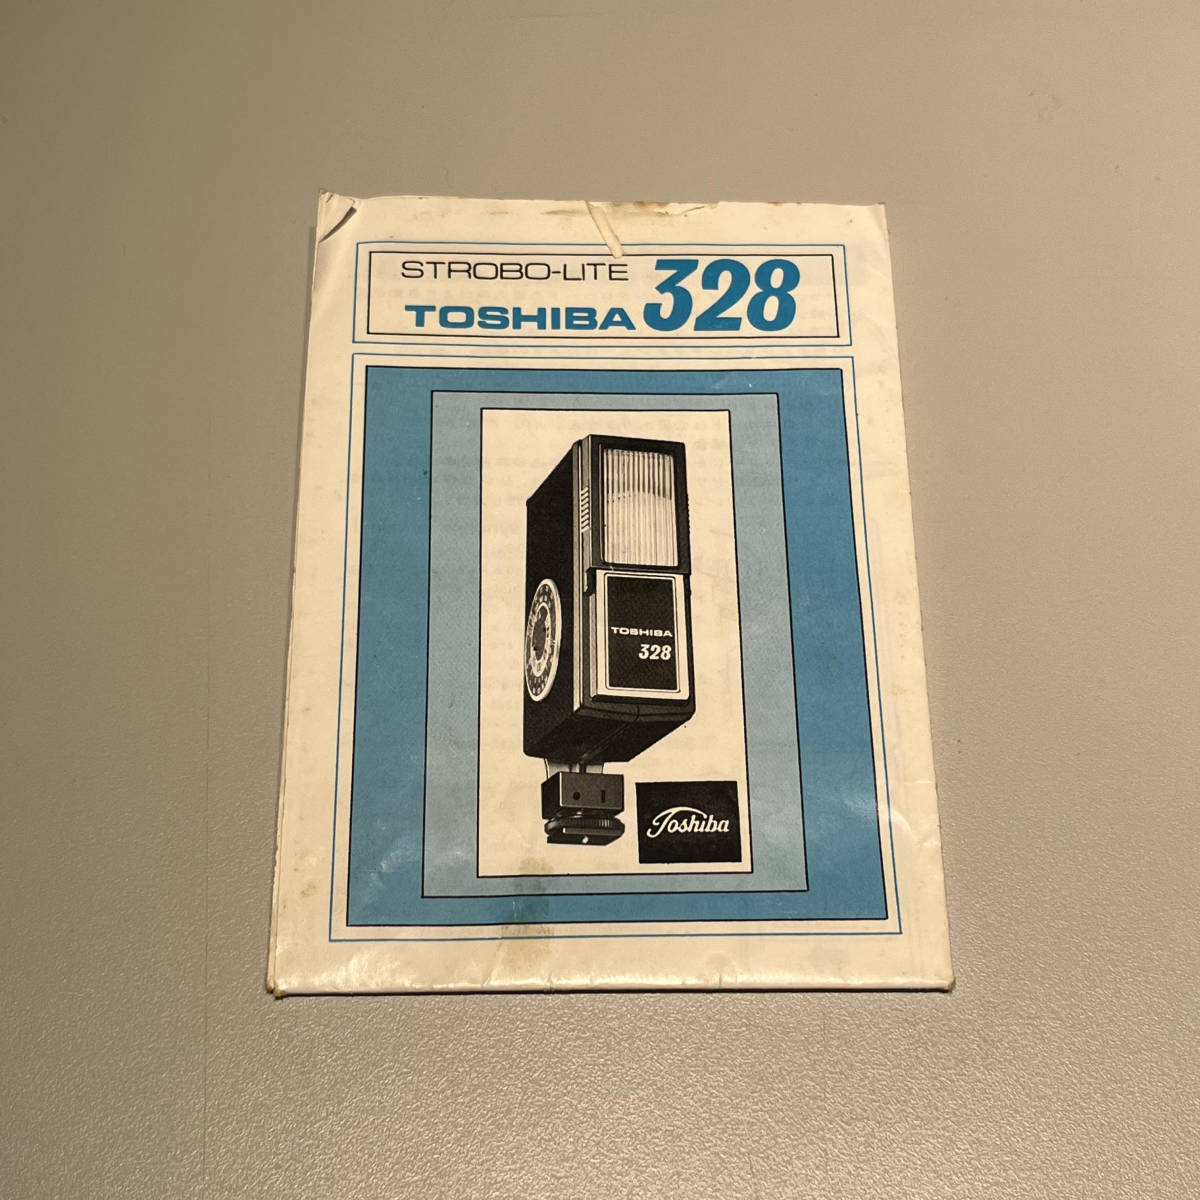 STROBO-LITE
TOSHIBA 328
TOSHIBA
328
Toshiba